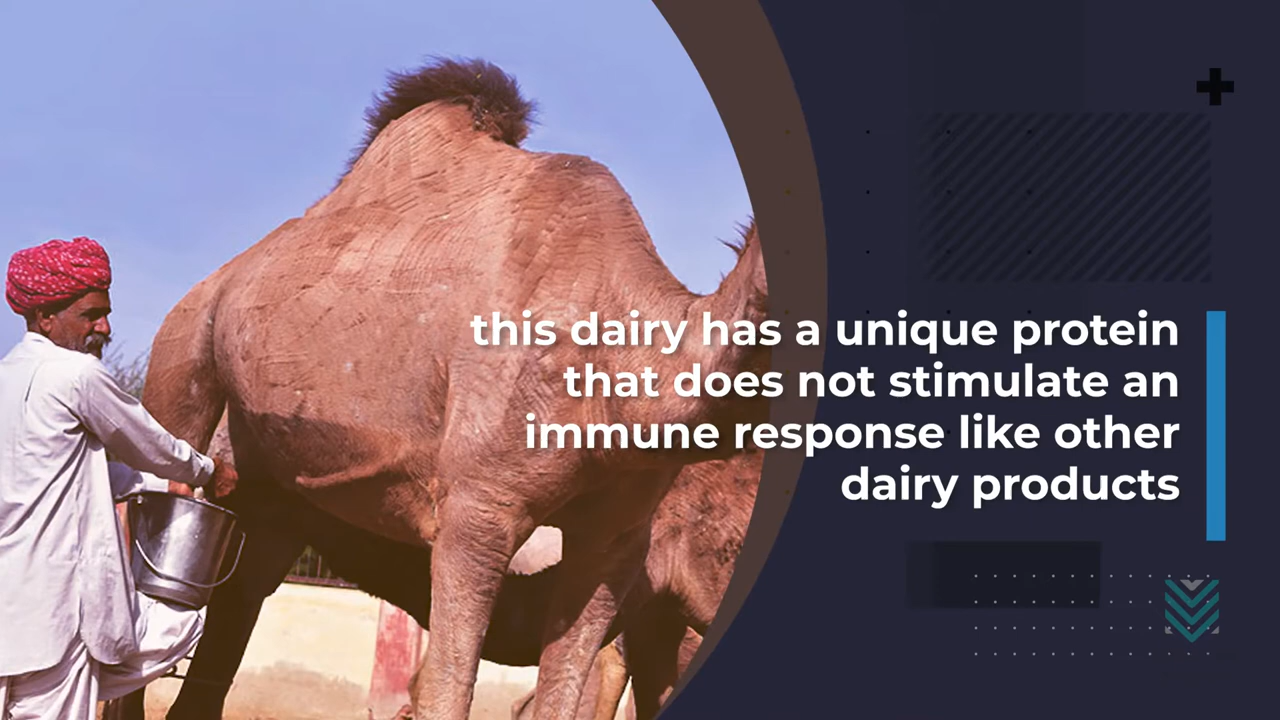 this dairy has a unique protein
that does not stimulate an
immune response like other
dairy products